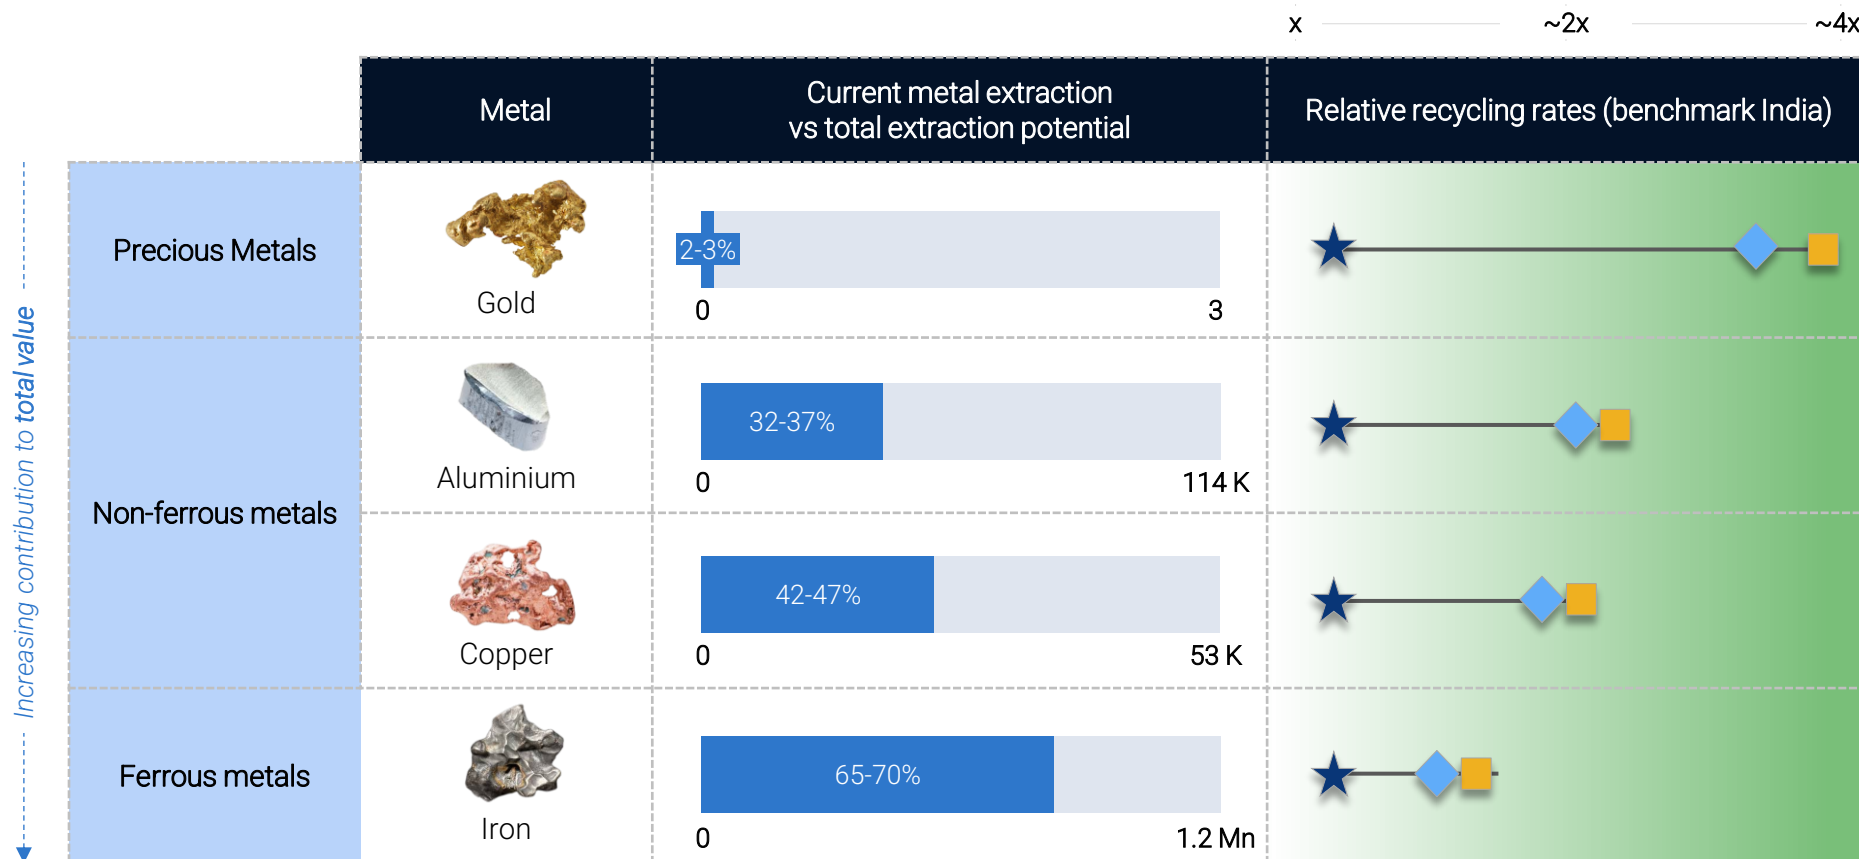 x ~2x ~4x
Metal
Current metal extraction
vs total extraction potential
Relative recycling rates (benchmark India)
Increasing contribution to total value
Precious Metals
Gold
2-3%
0 3
Non-ferrous metals
Aluminium
32-37%
0 114 K
Copper
42-47%
0 53 K
Ferrous metals
Iron
65-70%
0 1.2 Mn